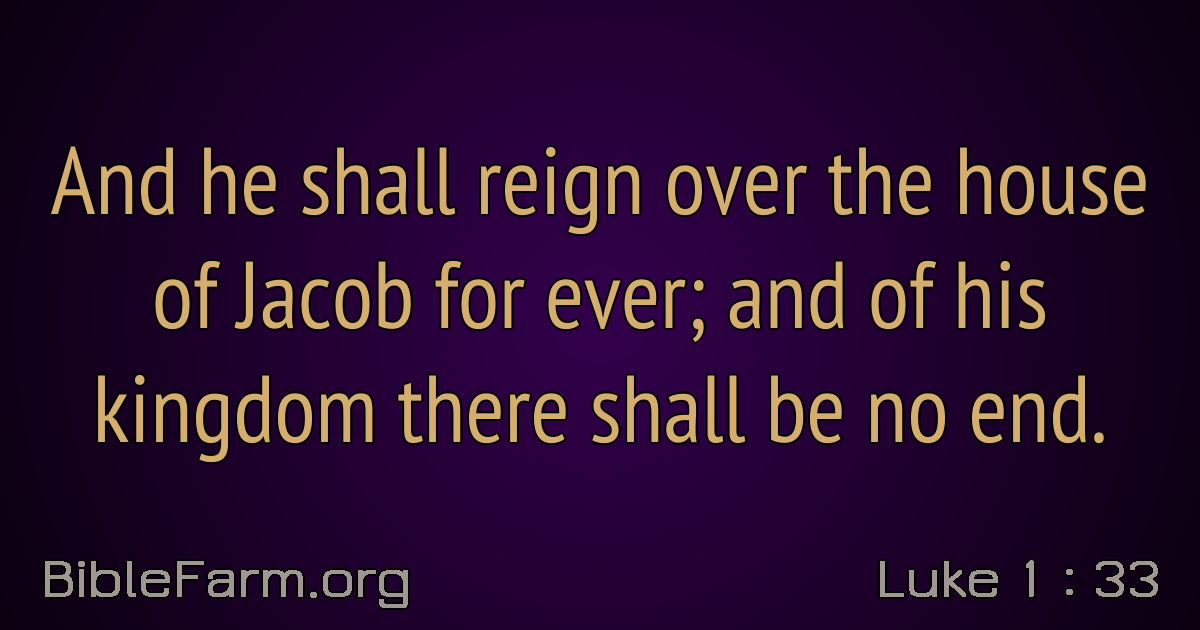 And he shall reign over the house
of Jacob for ever; and of his
kingdom there shall be no end.
BibleFarm.org
Luke 1 : 33